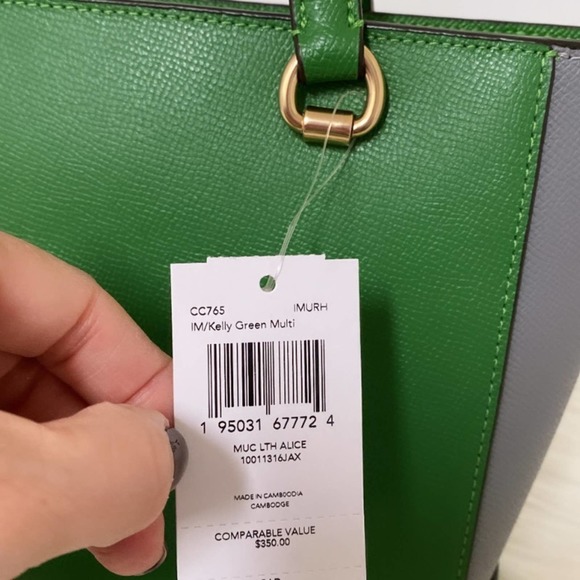 CC765 IMURH
IM/Kelly Green Multi
1 95031 67772 4
MUC LTH ALICE
10011316JAX
MADE IN CAMBODIA
CAMBODGE
COMPARABLE VALUE
$350.00